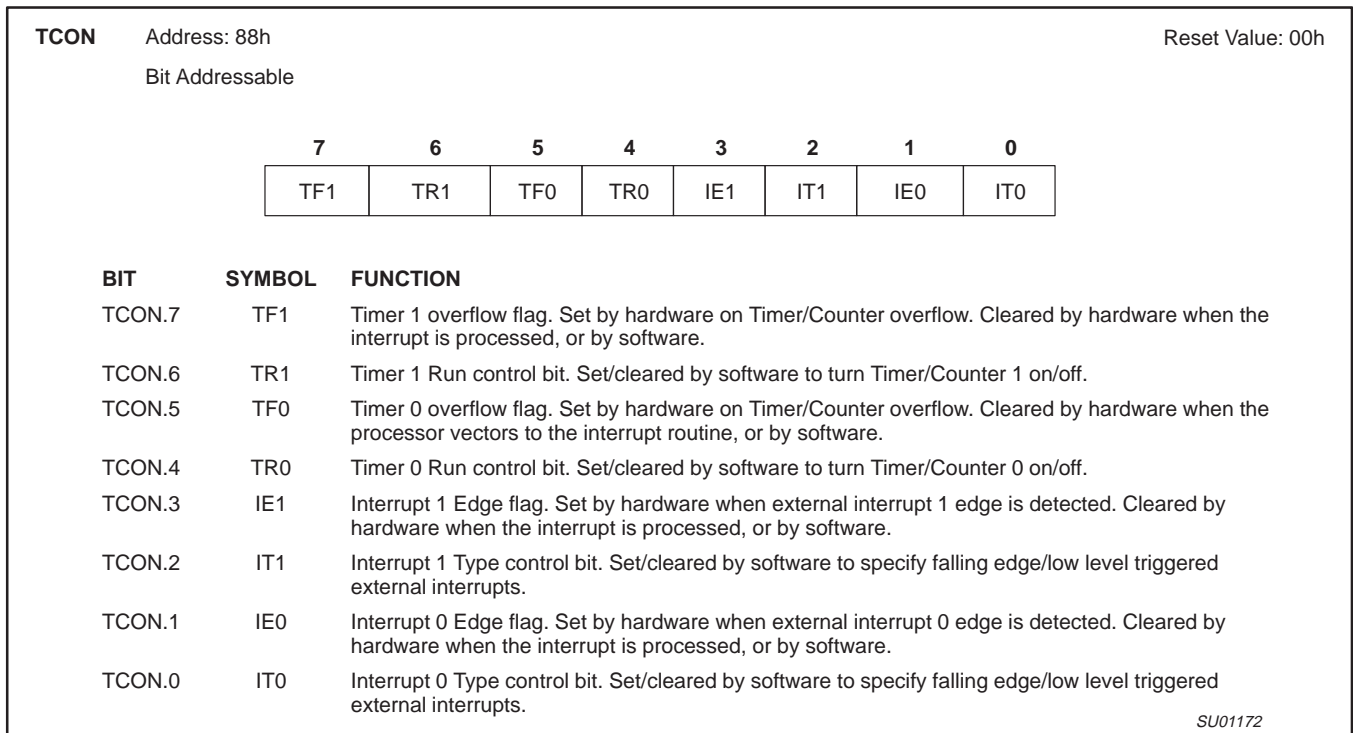 TCON Address: 88h Reset Value: 00h
Bit Addressable
7 6 5 4 3 2 1 0
TF1 TR1 TF0 TR0 IE1 IT1 IE0 IT0
BIT SYMBOL FUNCTION
TCON.7 TF1 Timer 1 overflow flag. Set by hardware on Timer/Counter overflow. Cleared by hardware when the
interrupt is processed, or by software.
TCON.6 TR1 Timer 1 Run control bit. Set/cleared by software to turn Timer/Counter 1 on/off.
TCON.5 TF0 Timer 0 overflow flag. Set by hardware on Timer/Counter overflow. Cleared by hardware when the
processor vectors to the interrupt routine, or by software.
TCON.4 TR0 Timer 0 Run control bit. Set/cleared by software to turn Timer/Counter 0 on/off.
TCON.3 IE1 Interrupt 1 Edge flag. Set by hardware when external interrupt 1 edge is detected. Cleared by
hardware when the interrupt is processed, or by software.
TCON.2 IT1 Interrupt 1 Type control bit. Set/cleared by software to specify falling edge/low level triggered
external interrupts.
TCON.1 IE0 Interrupt 0 Edge flag. Set by hardware when external interrupt 0 edge is detected. Cleared by
hardware when the interrupt is processed, or by software.
TCON.0 IT0 Interrupt 0 Type control bit. Set/cleared by software to specify falling edge/low level triggered
external interrupts.
SU01172